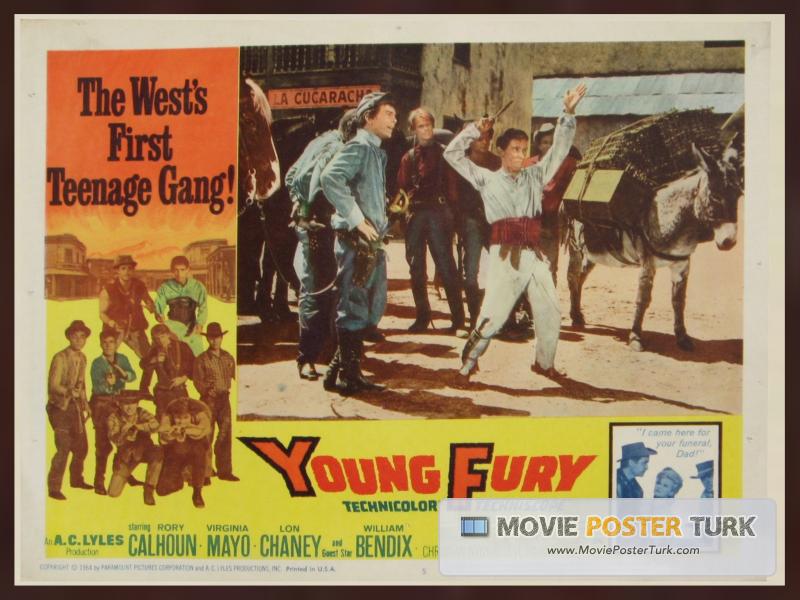 The West's
First
Teenage Gang!
LA CUCARACHA
YOUNG FURY
TECHNICOLOR TECHNISCOPE
"I came here for
your funeral,
Dad!"
An A.C. LYLES Production
starring RORY CALHOUN · VIRGINIA MAYO · LON CHANEY and Guest Star WILLIAM BENDIX ·
COPYRIGHT © 1964 by PARAMOUNT PICTURES CORPORATION and A.C. LYLES PRODUCTIONS, INC. Printed in U.S.A.
5
MOVIE POSTER TURK
www.MoviePosterTurk.com